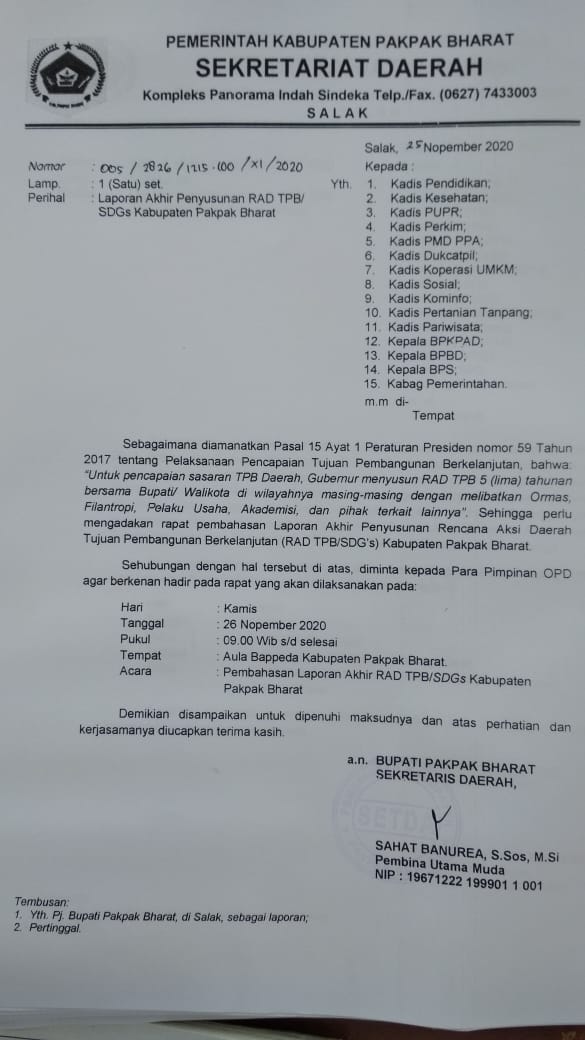 PEMERINTAH KABUPATEN PAKPAK BHARAT
SEKRETARIAT DAERAH
Kompleks Panorama Indah Sindeka Telp./Fax. (0627) 7433003
SALAK
Salak, 25 Nopember 2020
Nomor : 005 / 2826 / 1215.100 / XI / 2020
Kepada :
Lamp. : 1 (Satu) set.
Perihal : Laporan Akhir Penyusunan RAD TPB/
SDGs Kabupaten Pakpak Bharat
Yth. 1. Kadis Pendidikan;
2. Kadis Kesehatan;
3. Kadis PUPR;
4. Kadis Perkim;
5. Kadis PMD PPA;
6. Kadis Dukcatpil;
7. Kadis Koperasi UMKM;
8. Kadis Sosial;
9. Kadis Kominfo;
10. Kadis Pertanian Tanpang;
11. Kadis Pariwisata;
12. Kepala BPKPAD;
13. Kepala BPBD;
14. Kepala BPS;
15. Kabag Pemerintahan.
m.m di-
Tempat
Sebagaimana diamanatkan Pasal 15 Ayat 1 Peraturan Presiden nomor 59 Tahun
2017 tentang Pelaksanaan Pencapaian Tujuan Pembangunan Berkelanjutan, bahwa:
"Untuk pencapaian sasaran TPB Daerah, Gubernur menyusun RAD TPB 5 (lima) tahunan
bersama Bupati/ Walikota di wilayahnya masing-masing dengan melibatkan Ormas,
Filantropi, Pelaku Usaha, Akademisi, dan pihak terkait lainnya". Sehingga perlu
mengadakan rapat pembahasan Laporan Akhir Penyusunan Rencana Aksi Daerah
Tujuan Pembangunan Berkelanjutan (RAD TPB/SDG's) Kabupaten Pakpak Bharat.
Sehubungan dengan hal tersebut di atas, diminta kepada Para Pimpinan OPD
agar berkenan hadir pada rapat yang akan dilaksanakan pada:
Hari : Kamis
Tanggal : 26 Nopember 2020
Pukul : 09.00 Wib s/d selesai
Tempat : Aula Bappeda Kabupaten Pakpak Bharat.
Acara : Pembahasan Laporan Akhir RAD TPB/SDGs Kabupaten
Pakpak Bharat
Demikian disampaikan untuk dipenuhi maksudnya dan atas perhatian dan
kerjasamanya diucapkan terima kasih.
a.n. BUPATI PAKPAK BHARAT
SEKRETARIS DAERAH,
SETDA
SAHAT BANUREA, S.Sos, M.Si
Pembina Utama Muda
NIP : 19671222 199901 1 001
Tembusan:
1. Yth. Pj. Bupati Pakpak Bharat, di Salak, sebagai laporan;
2. Pertinggal.